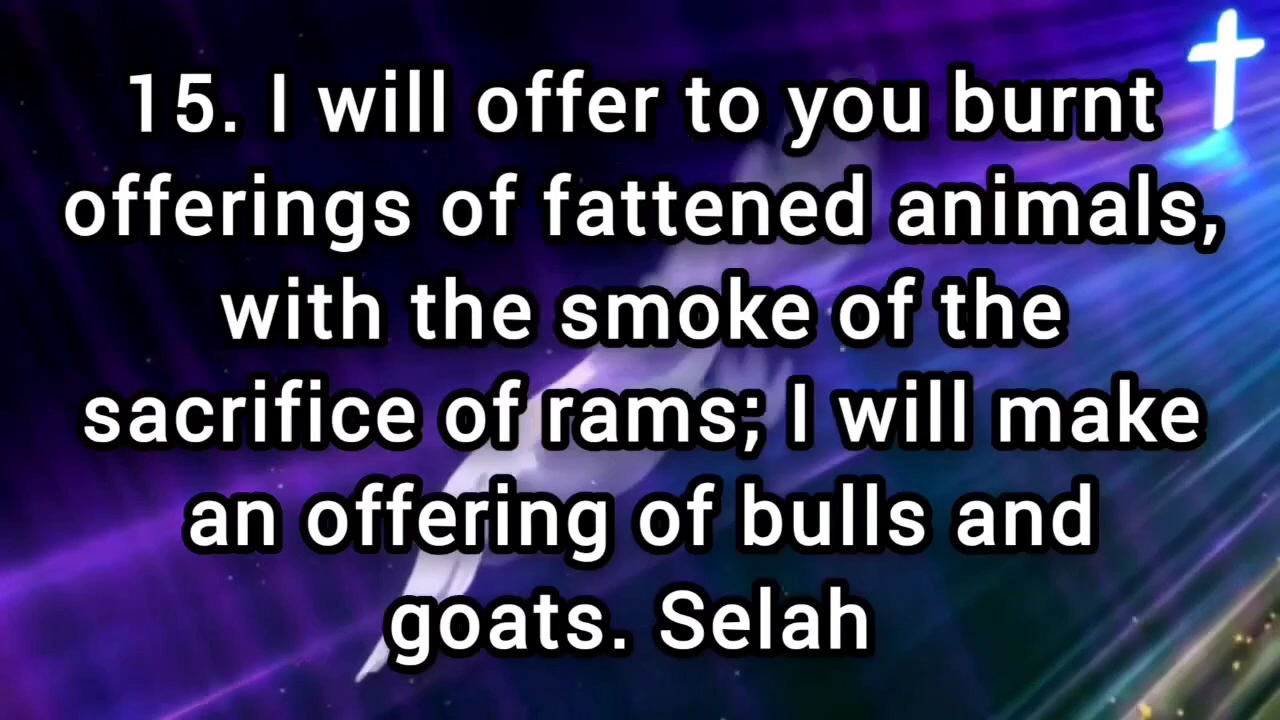 15. I will offer to you burnt
offerings of fattened animals,
with the smoke of the
sacrifice of rams; I will make
an offering of bulls and
goats. Selah